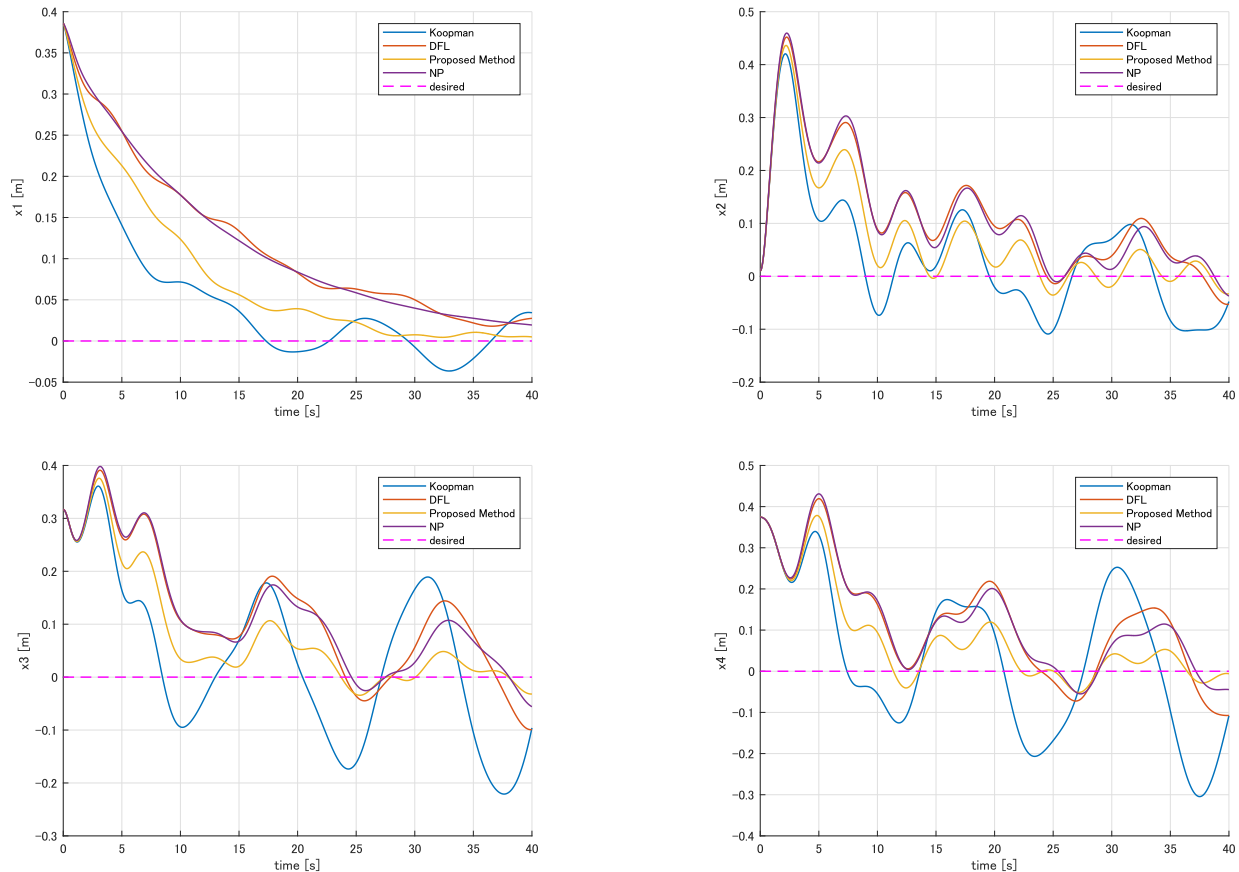 0.4
0.35
0.3
0.25
0.2
0.15
0.1
0.05
0
−0.05
x1 [m]
0 5 10 15 20 25 30 35 40
time [s]
Koopman
DFL
Proposed Method
NP
desired
0.5
0.4
0.3
0.2
0.1
0
−0.1
−0.2
x2 [m]
0 5 10 15 20 25 30 35 40
time [s]
Koopman
DFL
Proposed Method
NP
desired
0.4
0.3
0.2
0.1
0
−0.1
−0.2
−0.3
x3 [m]
0 5 10 15 20 25 30 35 40
time [s]
Koopman
DFL
Proposed Method
NP
desired
0.5
0.4
0.3
0.2
0.1
0
−0.1
−0.2
−0.3
−0.4
x4 [m]
0 5 10 15 20 25 30 35 40
time [s]
Koopman
DFL
Proposed Method
NP
desired